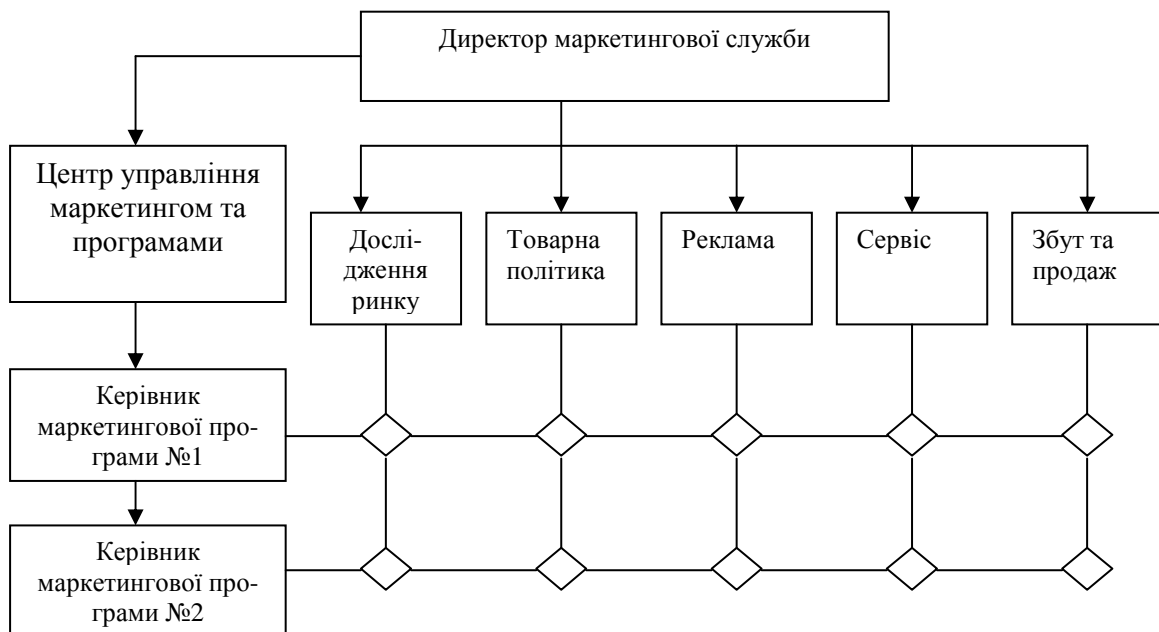 Директор маркетингової служби
Центр управління
маркетингом та
програмами
Дослі-
дження
ринку
Товарна
політика
Реклама
Сервіс
Збут та
продаж
Керівник
маркетингової про-
грами №1
Керівник
маркетингової про-
грами №2